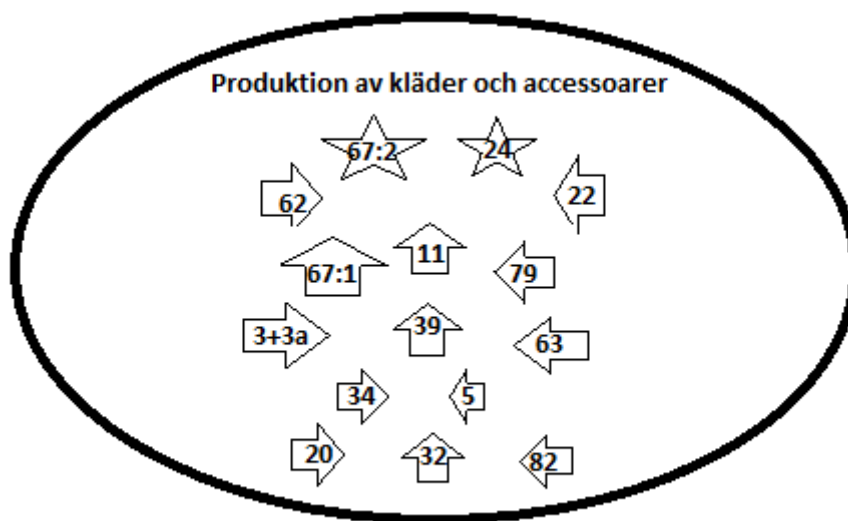 Produktion av kläder och accessoarer
67:2 24
62 22
67:1 11 79
3+3a 39 63
34 5
20 32 82